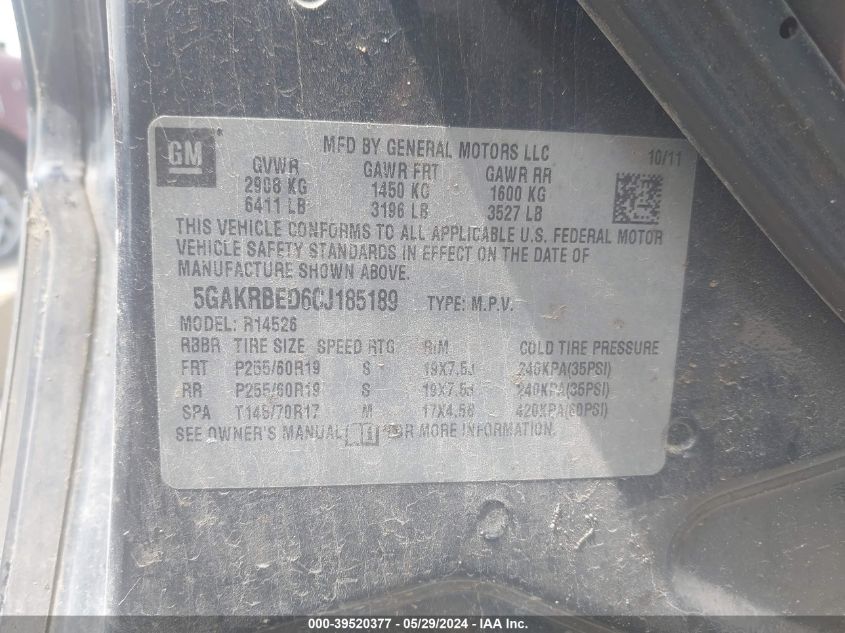 GM
MFD BY GENERAL MOTORS LLC 10/11
GVWR GAWR FRT GAWR RR
2908 KG 1450 KG 1600 KG
6411 LB 3196 LB 3527 LB
THIS VEHICLE CONFORMS TO ALL APPLICABLE U.S. FEDERAL MOTOR
VEHICLE SAFETY STANDARDS IN EFFECT ON THE DATE OF
MANUFACTURE SHOWN ABOVE.
5GAKRBED6CJ185189 TYPE: M.P.V.
MODEL: R14526
RBBR TIRE SIZE SPEED RTG RIM COLD TIRE PRESSURE
FRT P255/60R19 S 19X7.5J 240KPA(35PSI)
RR P255/60R19 S 19X7.5J 240KPA(35PSI)
SPA T145/70R17 M 17X4.5B 420KPA(60PSI)
SEE OWNER'S MANUAL FOR MORE INFORMATION.
000-39520377 - 05/29/2024 - IAA Inc.